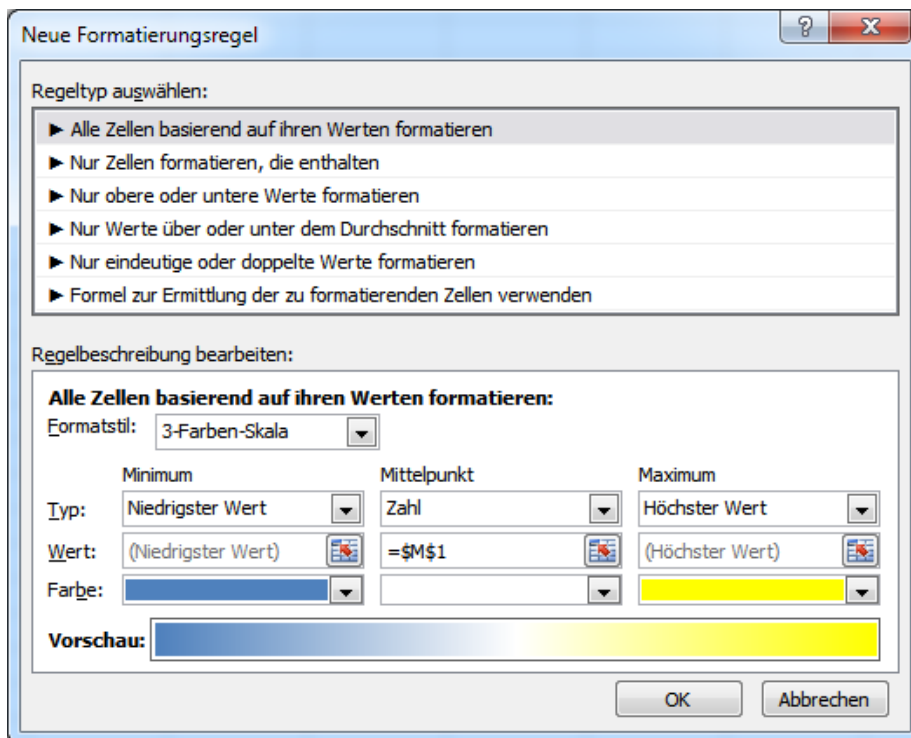 Neue Formatierungsregel
Regeltyp auswählen:
► Alle Zellen basierend auf ihren Werten formatieren
► Nur Zellen formatieren, die enthalten
► Nur obere oder untere Werte formatieren
► Nur Werte über oder unter dem Durchschnitt formatieren
► Nur eindeutige oder doppelte Werte formatieren
► Formel zur Ermittlung der zu formatierenden Zellen verwenden
Regelbeschreibung bearbeiten:
Alle Zellen basierend auf ihren Werten formatieren:
Formatstil: 3-Farben-Skala
Minimum Mittelpunkt Maximum
Typ: Niedrigster Wert Zahl Höchster Wert
Wert: (Niedrigster Wert) =$M$1 (Höchster Wert)
Farbe:
Vorschau:
OK Abbrechen